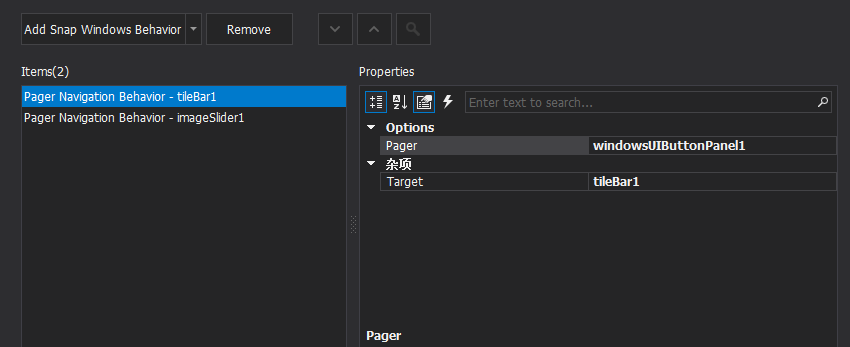 Add Snap Windows Behavior
Remove
Items(2)
Pager Navigation Behavior - tileBar1
Pager Navigation Behavior - imageSlider1
Properties
Enter text to search...
Options
Pager windowsUIButtonPanel1
杂项
Target tileBar1
Pager